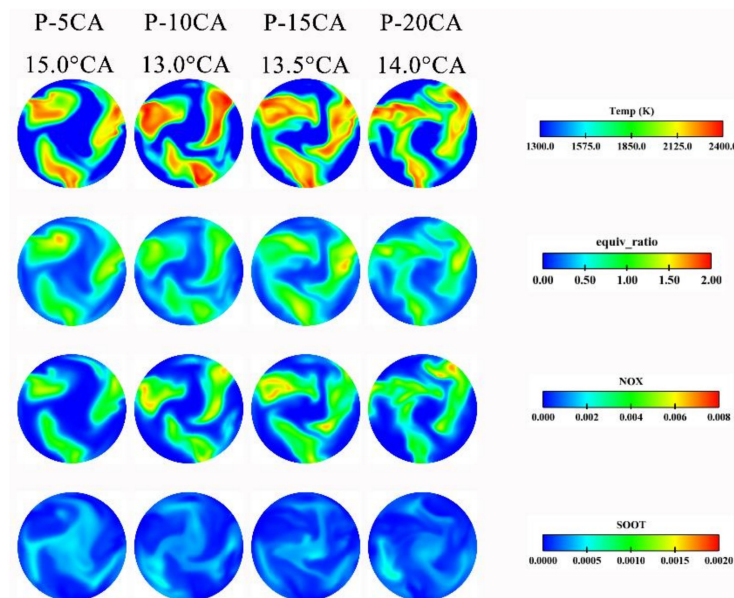 P-5CA P-10CA P-15CA P-20CA
15.0°CA 13.0°CA 13.5°CA 14.0°CA
Temp (K)
1300.0 1575.0 1850.0 2125.0 2400.0
equiv_ratio
0.00 0.50 1.00 1.50 2.00
NOX
0.000 0.002 0.004 0.006 0.008
SOOT
0.0000 0.0005 0.0010 0.0015 0.0020